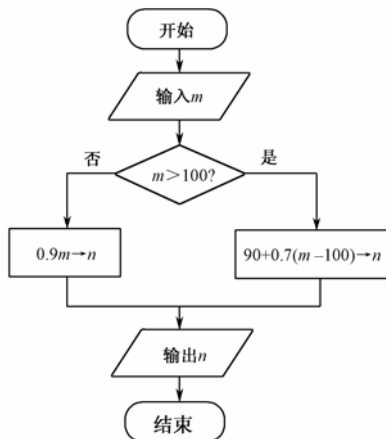 开始
输入m
m＞100?
否
是
0.9m→n
90+0.7(m–100)→n
输出n
结束